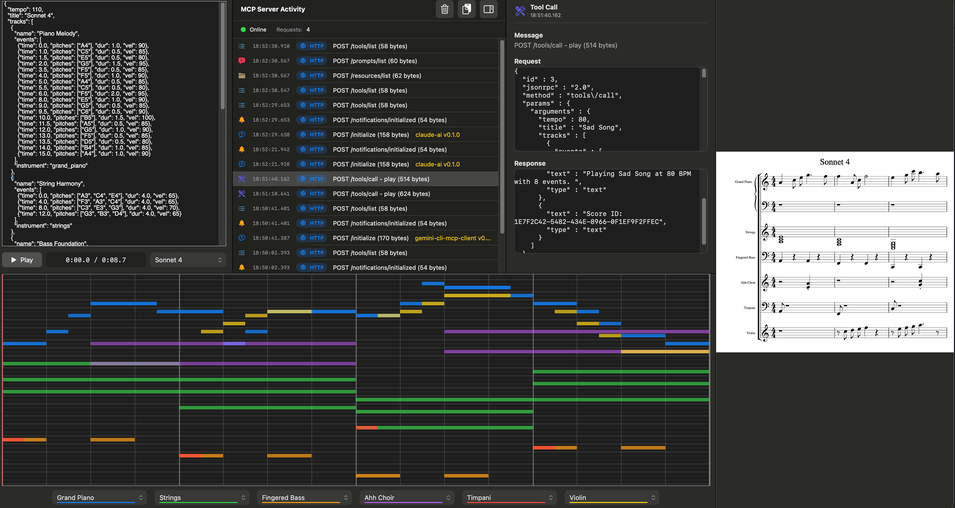 {
"tempo": 110,
"title": "Sonnet 4",
"tracks": [
{
"name": "Piano Melody",
"events": [
{"time": 0.0, "pitches": ["A4"], "dur": 1.0, "vel": 90},
{"time": 1.0, "pitches": ["C5"], "dur": 0.5, "vel": 85},
{"time": 1.5, "pitches": ["E5"], "dur": 0.5, "vel": 80},
{"time": 2.0, "pitches": ["G5"], "dur": 1.5, "vel": 95},
{"time": 3.5, "pitches": ["F5"], "dur": 0.5, "vel": 85},
{"time": 4.0, "pitches": ["F5"], "dur": 1.0, "vel": 90},
{"time": 5.0, "pitches": ["A4"], "dur": 0.5, "vel": 85},
{"time": 5.5, "pitches": ["C5"], "dur": 0.5, "vel": 80},
{"time": 6.0, "pitches": ["F5"], "dur": 2.0, "vel": 95},
{"time": 8.0, "pitches": ["E5"], "dur": 1.0, "vel": 90},
{"time": 9.0, "pitches": ["G5"], "dur": 0.5, "vel": 85},
{"time": 9.5, "pitches": ["C6"], "dur": 0.5, "vel": 90},
{"time": 10.0, "pitches": ["B5"], "dur": 1.5, "vel": 100},
{"time": 11.5, "pitches": ["A5"], "dur": 0.5, "vel": 85},
{"time": 12.0, "pitches": ["G5"], "dur": 1.0, "vel": 90},
{"time": 13.0, "pitches": ["F5"], "dur": 0.5, "vel": 85},
{"time": 13.5, "pitches": ["D5"], "dur": 0.5, "vel": 80},
{"time": 14.0, "pitches": ["B4"], "dur": 1.0, "vel": 85},
{"time": 15.0, "pitches": ["A4"], "dur": 1.0, "vel": 90}
],
"instrument": "grand_piano"
},
{
"name": "String Harmony",
"events": [
{"time": 0.0, "pitches": ["A3", "C4", "E4"], "dur": 4.0, "vel": 65},
{"time": 4.0, "pitches": ["F3", "A3", "C4"], "dur": 4.0, "vel": 65},
{"time": 8.0, "pitches": ["C3", "E3", "G3"], "dur": 4.0, "vel": 70},
{"time": 12.0, "pitches": ["G3", "B3", "D4"], "dur": 4.0, "vel": 65}
],
"instrument": "strings"
},
{
"name": "Bass Foundation",
Play
0:00.0 / 0:08.7
Sonnet 4
MCP Server Activity
Online Requests: 4
18:52:30.910 HTTP POST /tools/list (58 bytes)
18:52:30.567 HTTP POST /prompts/list (60 bytes)
18:52:30.567 HTTP POST /resources/list (62 bytes)
18:52:30.547 HTTP POST /tools/list (58 bytes)
18:52:29.653 HTTP POST /tools/list (58 bytes)
18:52:29.653 HTTP POST /notifications/initialized (54 bytes)
18:52:29.638 HTTP POST /initialize (158 bytes) claude-ai v0.1.0
18:52:21.942 HTTP POST /notifications/initialized (54 bytes)
18:52:21.928 HTTP POST /initialize (158 bytes) claude-ai v0.1.0
18:51:40.162 HTTP POST /tools/call - play (514 bytes)
18:51:10.641 HTTP POST /tools/call - play (624 bytes)
18:50:41.401 HTTP POST /tools/list (58 bytes)
18:50:41.401 HTTP POST /notifications/initialized (54 bytes)
18:50:41.387 HTTP POST /initialize (170 bytes) gemini-cli-mcp-client v0....
18:50:02.393 HTTP POST /tools/list (58 bytes)
18:50:02.393 HTTP POST /notifications/initialized (54 bytes)
Tool Call
18:51:40.162
Message
POST /tools/call - play (514 bytes)
Request
{
"id" : 3,
"jsonrpc" : "2.0",
"method" : "tools\/call",
"params" : {
"arguments" : {
"tempo" : 80,
"title" : "Sad Song",
"tracks" : [
{
"events" : [
Response
"text" : "Playing Sad Song at 80 BPM
with 8 events. ",
"type" : "text"
},
{
"text" : "Score ID:
1E7F2C42-5482-434E-8966-0F1EF9F2FFEC",
"type" : "text"
}
]
Sonnet 4
Grand Piano
Strings
Fingered Bass
Ahh Choir
Timpani
Violin
Grand Piano
Strings
Fingered Bass
Ahh Choir
Timpani
Violin